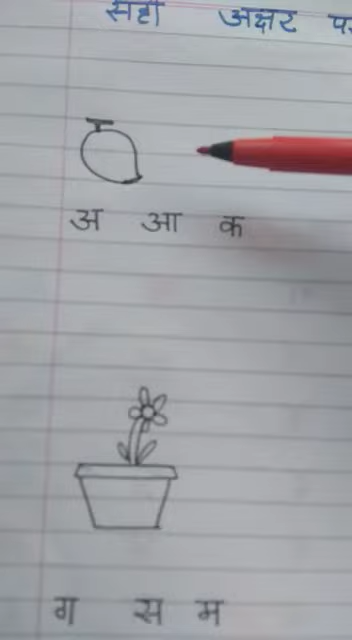 सही अक्षर
अ आ क
ग स म